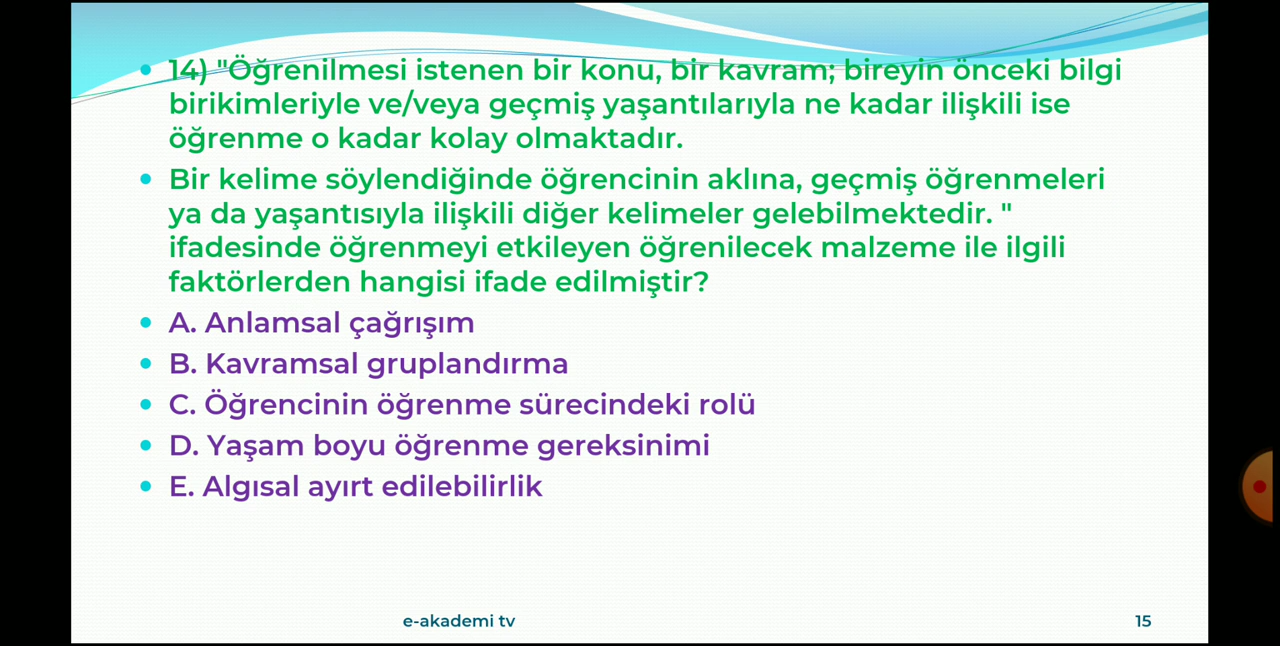 14) "Öğrenilmesi istenen bir konu, bir kavram; bireyin önceki bilgi
birikimleriyle ve/veya geçmiş yaşantılarıyla ne kadar ilişkili ise
öğrenme o kadar kolay olmaktadır.
Bir kelime söylendiğinde öğrencinin aklına, geçmiş öğrenmeleri
ya da yaşantısıyla ilişkili diğer kelimeler gelebilmektedir. "
ifadesinde öğrenmeyi etkileyen öğrenilecek malzeme ile ilgili
faktörlerden hangisi ifade edilmiştir?
A. Anlamsal çağrışım
B. Kavramsal gruplandırma
C. Öğrencinin öğrenme sürecindeki rolü
D. Yaşam boyu öğrenme gereksinimi
E. Algısal ayırt edilebilirlik
e-akademi tv
15